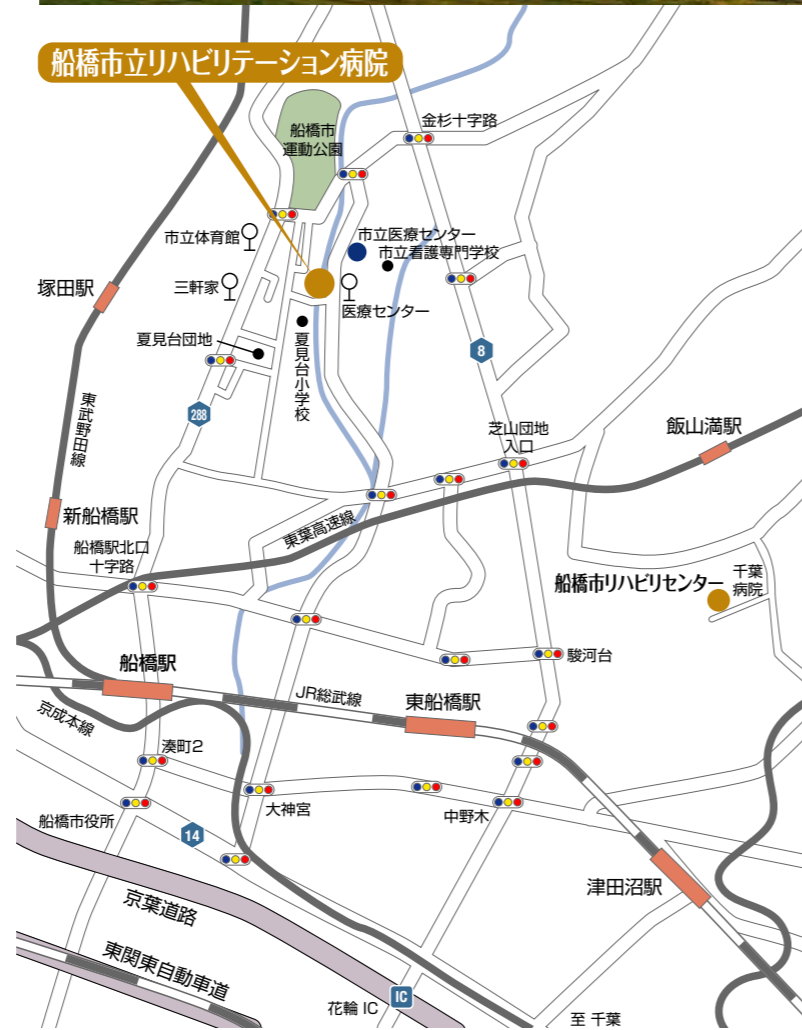 船橋市立リハビリテーション病院
船橋市
運動公園
金杉十字路
市立体育館
市立医療センター
市立看護専門学校
三軒家
医療センター
塚田駅
夏見台団地
夏見台小学校
8
288
東武野田線
芝山団地
入口
飯山満駅
新船橋駅
東葉高速線
船橋駅北口
十字路
船橋市リハビリセンター
千葉
病院
駿河台
船橋駅
JR総武線
東船橋駅
京成本線
湊町2
大神宮
中野木
船橋市役所
14
津田沼駅
京葉道路
東関東自動車道
花輪 IC
IC
至 千葉